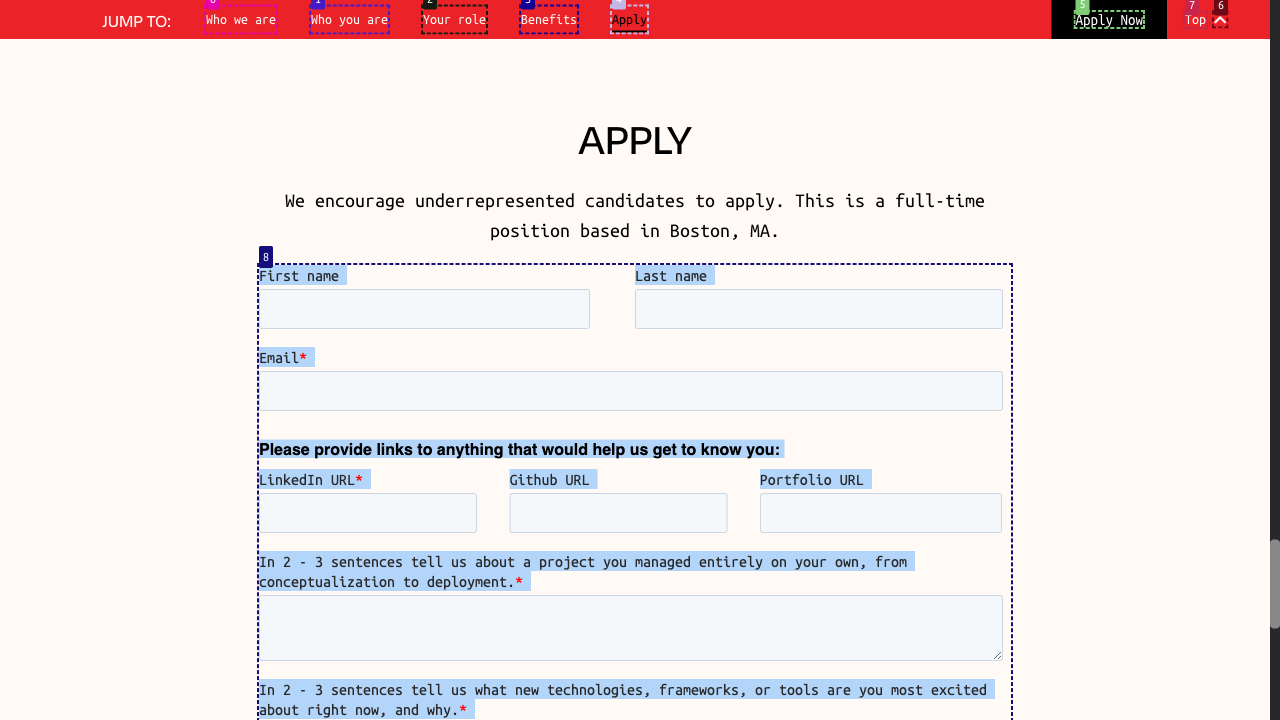 JUMP TO: Who we are Who you are Your role Benefits Apply Apply Now Top
5 7 6
APPLY
We encourage underrepresented candidates to apply. This is a full-time
position based in Boston, MA.
8
First name Last name
Email*
Please provide links to anything that would help us get to know you:
LinkedIn URL* Github URL Portfolio URL
In 2 - 3 sentences tell us about a project you managed entirely on your own, from
conceptualization to deployment.*
In 2 - 3 sentences tell us what new technologies, frameworks, or tools are you most excited
about right now, and why.*